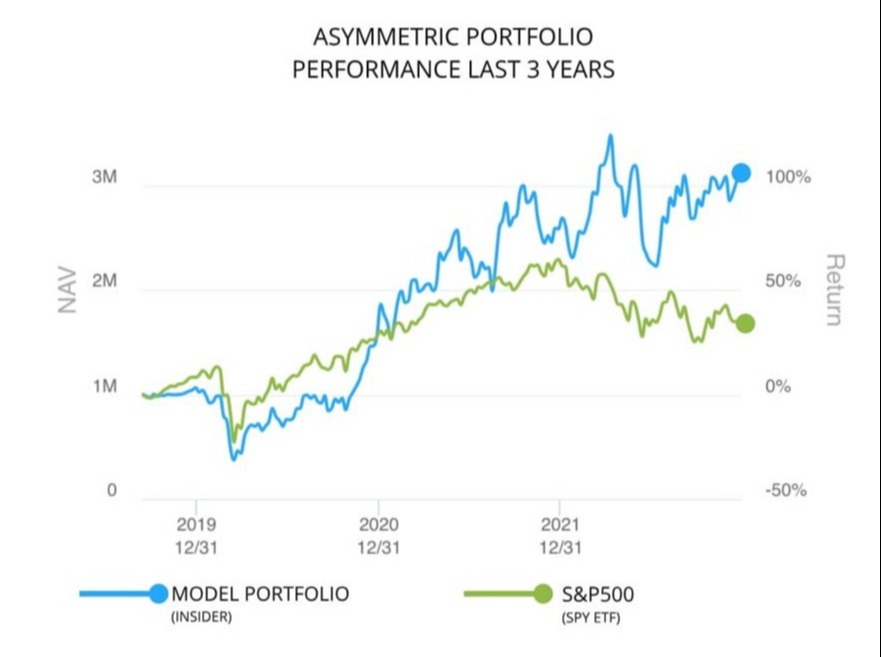 ASYMMETRIC PORTFOLIO
PERFORMANCE LAST 3 YEARS
3M
100%
2M
50%
NAV
Return
1M
0%
0
-50%
2019
12/31
2020
12/31
2021
12/31
MODEL PORTFOLIO
(INSIDER)
S&P500
(SPY ETF)